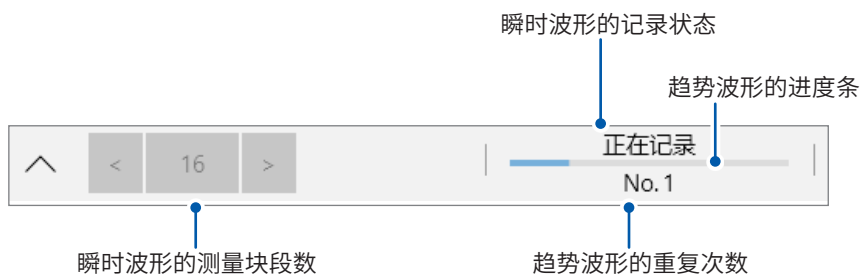 瞬时波形的记录状态
趋势波形的进度条
< 16 >
正在记录
No. 1
瞬时波形的测量块段数
趋势波形的重复次数